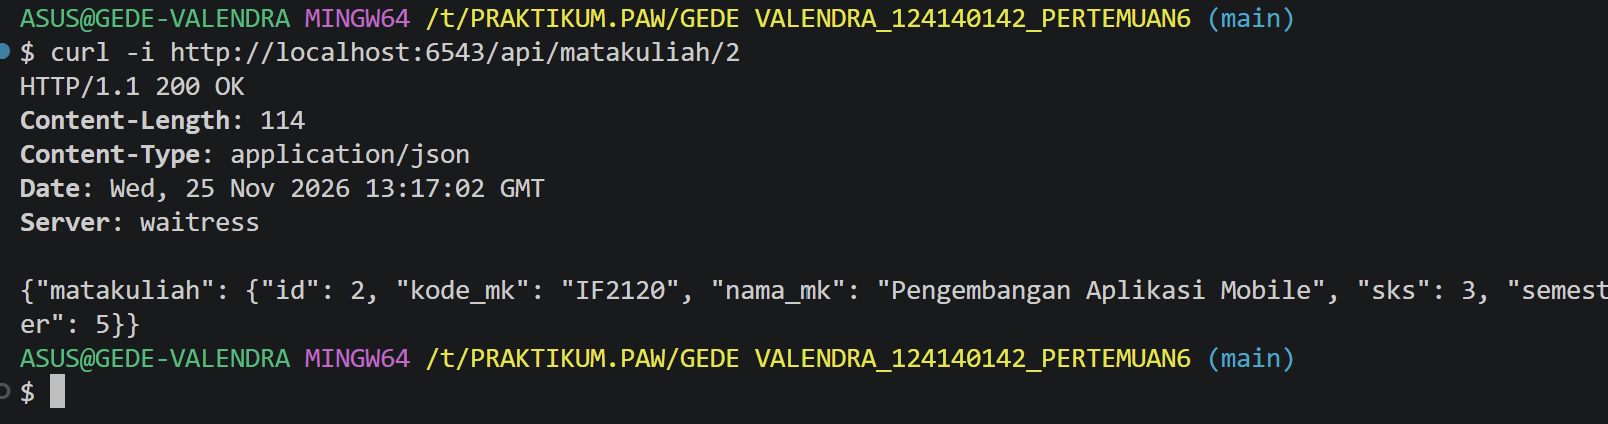 ASUS@GEDE-VALENDRA MINGW64 /t/PRAKTIKUM.PAW/GEDE VALENDRA_124140142_PERTEMUAN6 (main)
$ curl -i http://localhost:6543/api/matakuliah/2
HTTP/1.1 200 OK
Content-Length: 114
Content-Type: application/json
Date: Wed, 25 Nov 2026 13:17:02 GMT
Server: waitress

{"matakuliah": {"id": 2, "kode_mk": "IF2120", "nama_mk": "Pengembangan Aplikasi Mobile", "sks": 3, "semest
er": 5}}
ASUS@GEDE-VALENDRA MINGW64 /t/PRAKTIKUM.PAW/GEDE VALENDRA_124140142_PERTEMUAN6 (main)
$